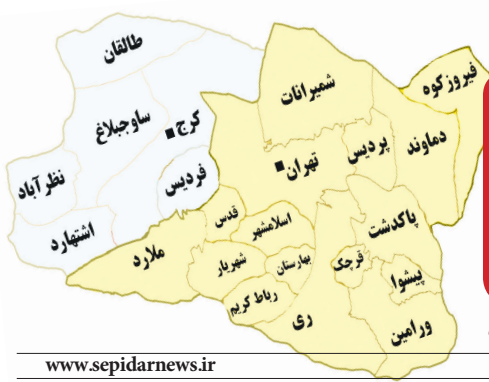 طالقان
فیروزکوه
شمیرانات
ساوجبلاغ
کرج
دماوند
پردیس
تهران
نظرآباد
فردیس
قدس
اسلامشهر
پاکدشت
اشتهارد
ملارد
شهریار
بهارستان
قرچک
پیشوا
رباط کریم
ری
ورامین
www.sepidarnews.ir